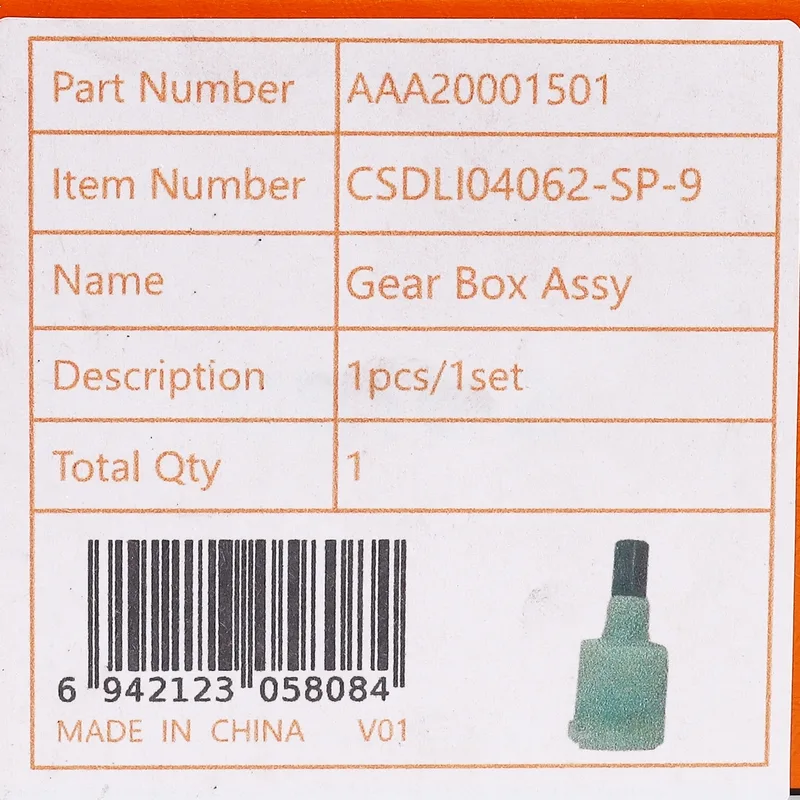 Part Number AAA20001501
Item Number CSDLI04062-SP-9
Name Gear Box Assy
Description 1pcs/1set
Total Qty 1
6 942123 058084
MADE IN CHINA V01